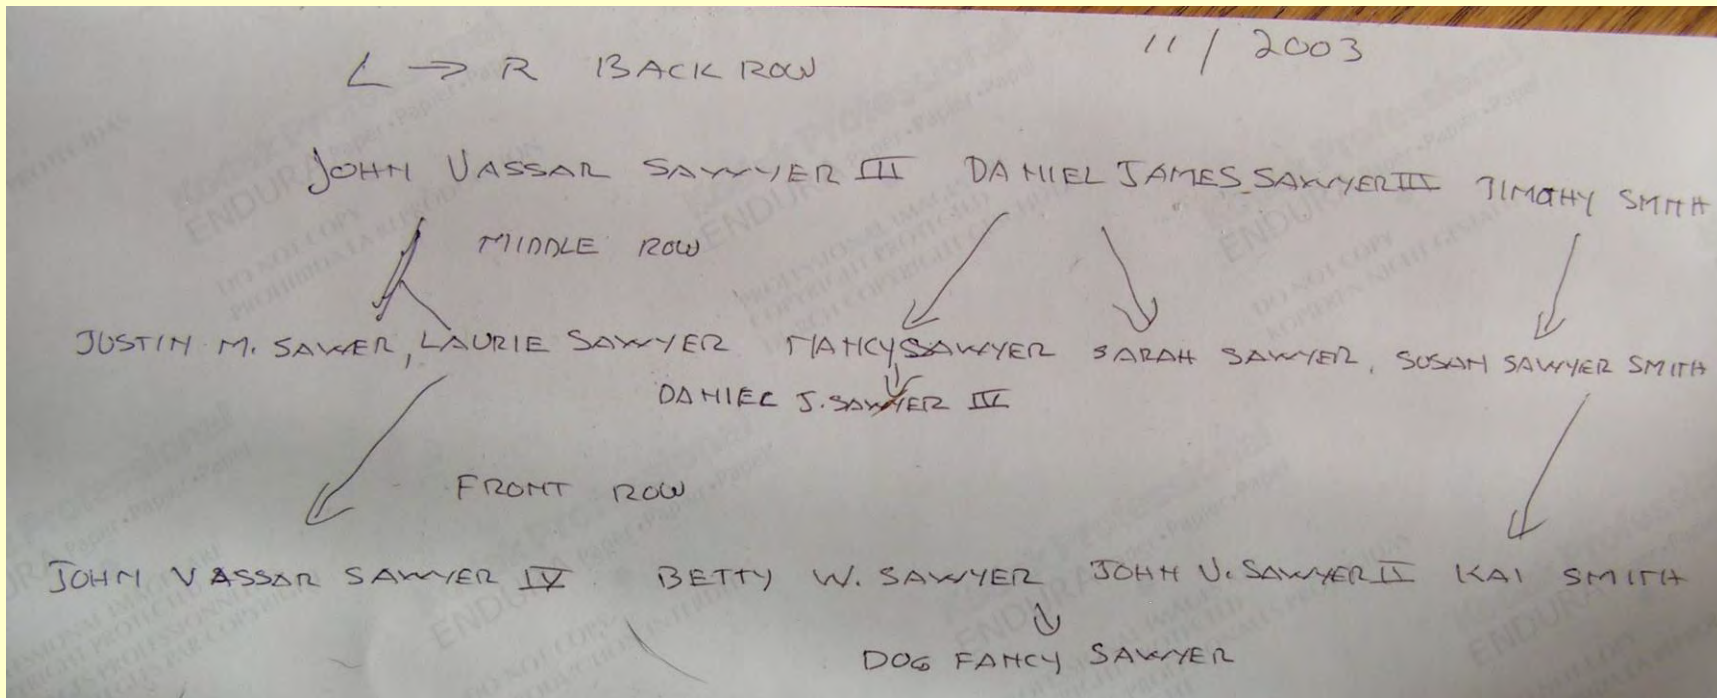 L → R BACK ROW 11/2003
JOHN VASSAR SAWYER III DANIEL JAMES SAWYER III TIMOTHY SMITH
MIDDLE ROW
JUSTIN M. SAWER, LAURIE SAWYER NANCY SAWYER SARAH SAWYER, SUSAN SAWYER SMITH
DANIEL J. SAWYER IV
FRONT ROW
JOHN VASSAR SAWYER IV BETTY W. SAWYER JOHN V. SAWYER II KAI SMITH
DOG FANCY SAWYER